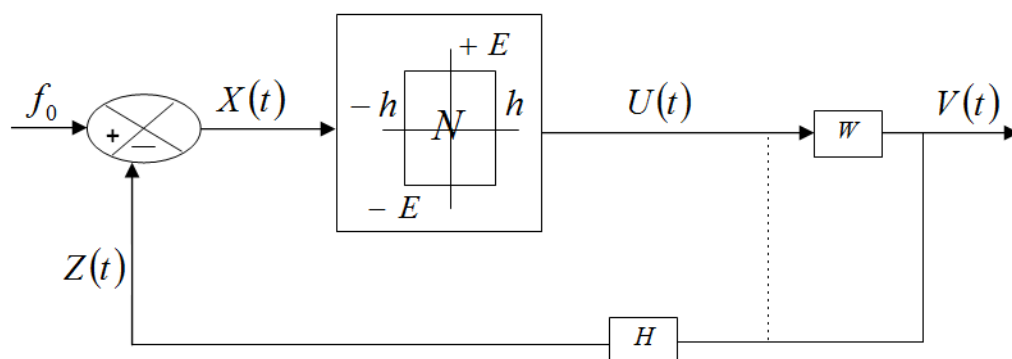 + E
f₀
X(t)
− h
h
U(t)
V(t)
N
W
+
−
− E
Z(t)
H